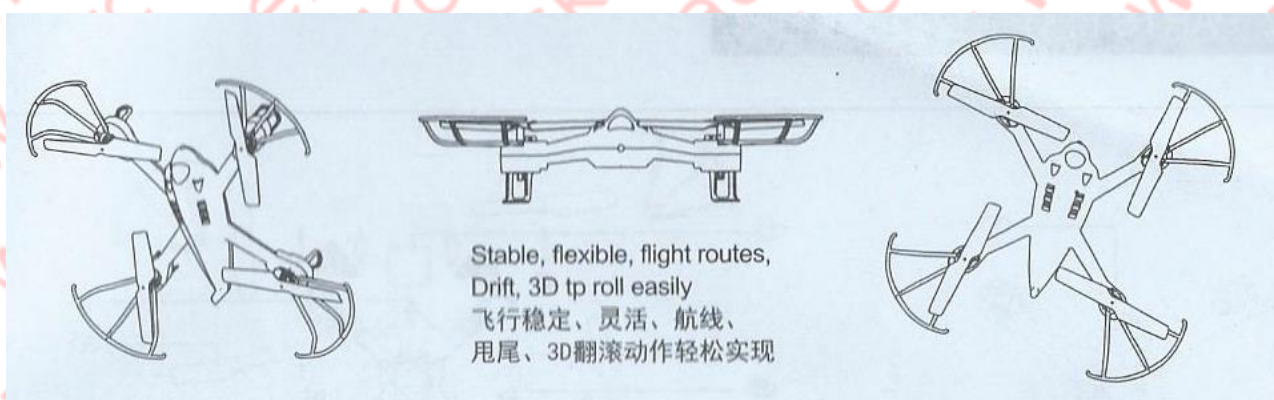 Stable, flexible, flight routes,
Drift, 3D tp roll easily
飞行稳定、灵活、航线、
甩尾、3D翻滚动作轻松实现